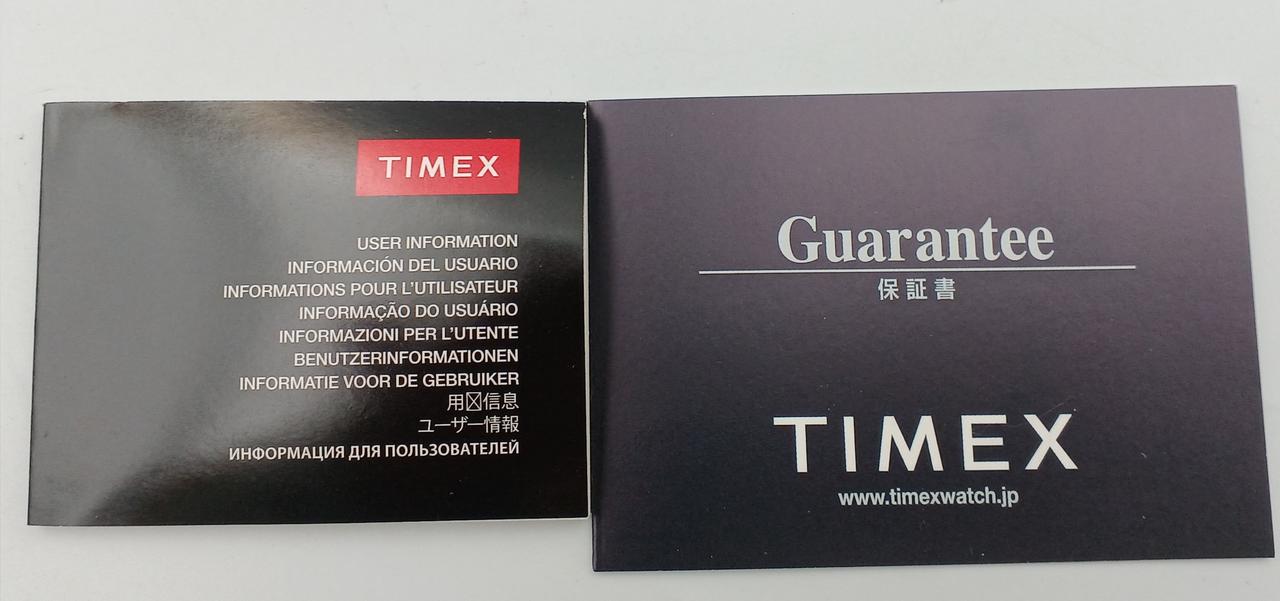 TIMEX
USER INFORMATION
INFORMACIÓN DEL USUARIO
INFORMATIONS POUR L'UTILISATEUR
INFORMAÇÃO DO USUÁRIO
INFORMAZIONI PER L'UTENTE
BENUTZERINFORMATIONEN
INFORMATIE VOOR DE GEBRUIKER
用☒信息
ユーザー情報
ИНФОРМАЦИЯ ДЛЯ ПОЛЬЗОВАТЕЛЕЙ
Guarantee
保証書
TIMEX
www.timexwatch.jp